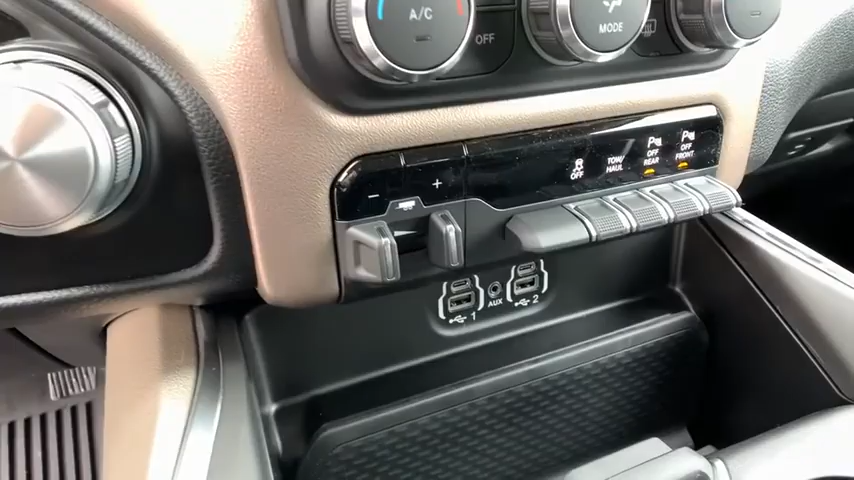 A/C
OFF
MODE
- +
OFF
TOW/
HAUL
OFF
REAR
OFF
FRONT
1
AUX
2